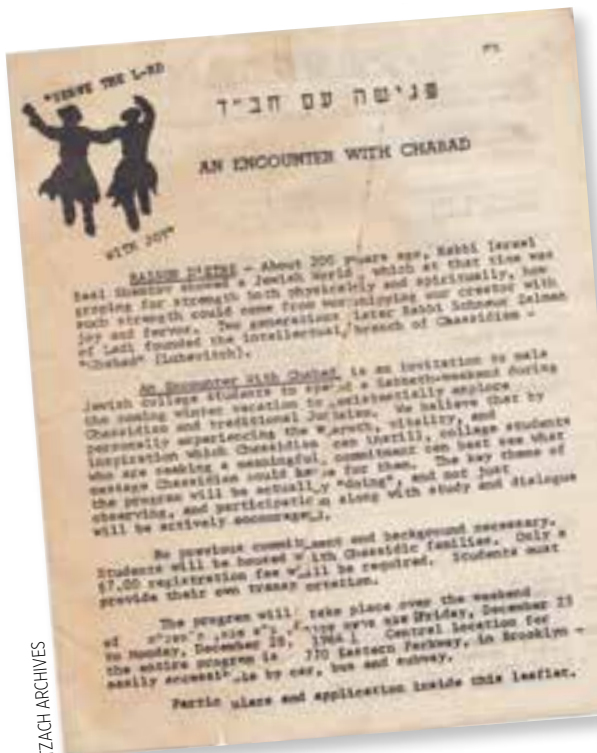 "SERVE THE L-RD
WITH JOY"
פגישה עם חב"ד
AN ENCOUNTER WITH CHABAD
RAISON D'ETRE - About 200 years ago, Rabbi Israel
Baal Shemtov showed a Jewish World, which at that time was
groping for strength both physically and spiritually, how
such strength could come from worshipping our creator with
joy and fervor. Two generations later Rabbi Schneur Zalman
of Ladi founded the intellectual branch of Chassidism -
"Chabad" (Lubavitch).
An Encounter with Chabad, is an invitation to male
Jewish College students to spend a Sabbath-weekend during
the coming winter vacation to existentially explore
Chassidism and traditional Judaism. We believe that by
personally experiencing the warmth, vitality, and
inspiration which Chassidism can instill, college students
who are seeking a meaningful commitment can best see what
message Chassidism could have for them. The key theme of
the program will be actually "doing", and not just
observing, and participation along with study and dialogue
will be actively encouraged.
No previous commitment and background necessary.
Students will be housed with Chassidic families. Only a
$7.00 registration fee will be required. Students must
provide their own transportation.
The program will take place over the weekend
of Friday, December 25
to Monday, December 28, 1964. Central location for
the entire program is 770 Eastern Parkway, in Brooklyn -
easily accessible by car, bus and subway.
Particulars and application inside this leaflet.
TZACH ARCHIVES